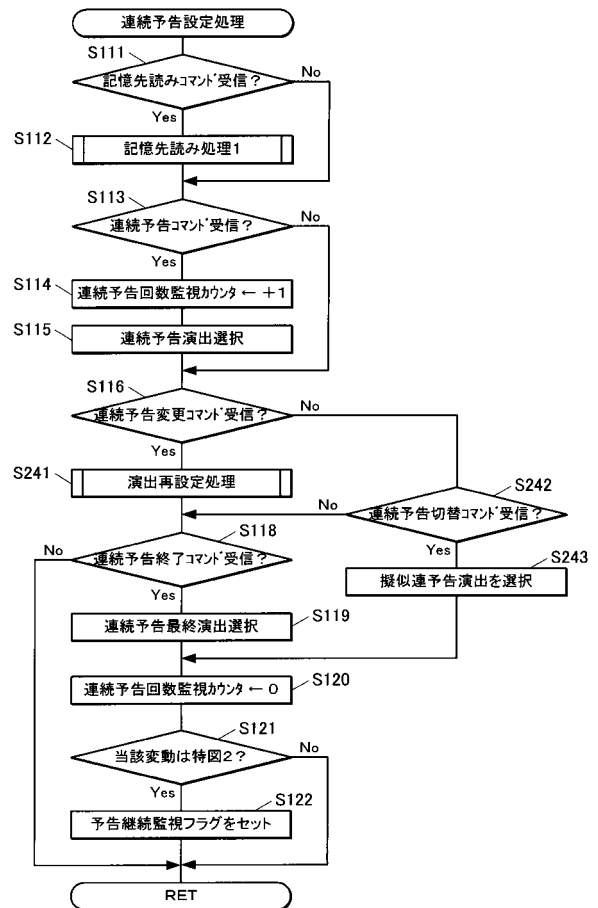 連続予告設定処理
S111
記憶先読みコマンド受信？
No
Yes
S112
記憶先読み処理1
S113
連続予告コマンド受信？
No
Yes
S114
連続予告回数監視カウンタ ← ＋1
S115
連続予告演出選択
S116
連続予告変更コマンド受信？
No
Yes
S241
演出再設定処理
S242
連続予告切替コマンド受信？
No
Yes
S243
擬似連予告演出を選択
S118
連続予告終了コマンド受信？
No
Yes
S119
連続予告最終演出選択
S120
連続予告回数監視カウンタ ← 0
S121
当該変動は特図2？
No
Yes
S122
予告継続監視フラグをセット
RET